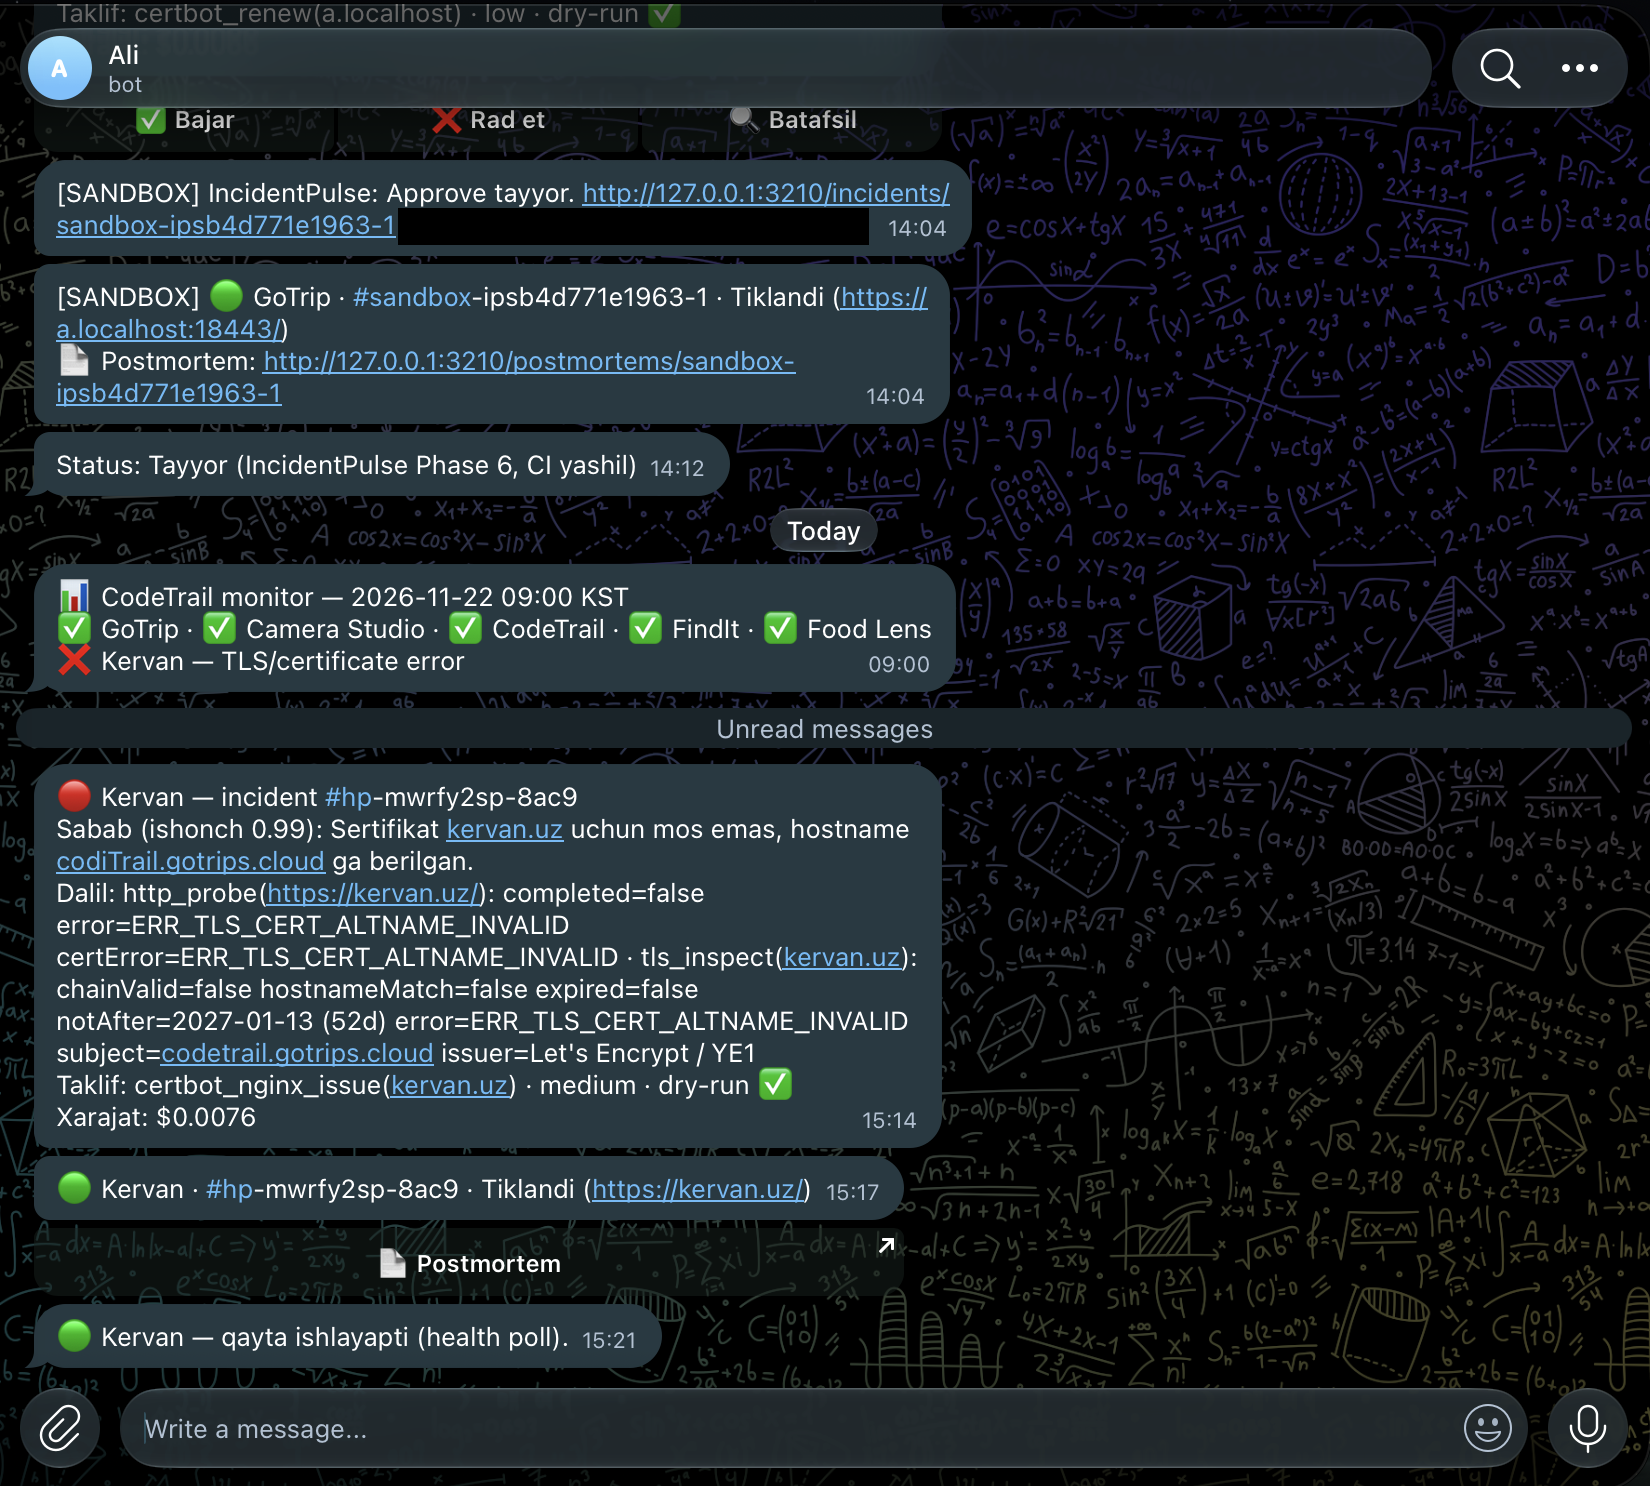 Taklif: certbot_renew(a.localhost) · low · dry-run ✅
A
Ali
bot
✅ Bajar
❌ Rad et
🔍 Batafsil
[SANDBOX] IncidentPulse: Approve tayyor. http://127.0.0.1:3210/incidents/
sandbox-ipsb4d771e1963-1
14:04
[SANDBOX] 🟢 GoTrip · #sandbox-ipsb4d771e1963-1 · Tiklandi (https://
a.localhost:18443/)
📄 Postmortem: http://127.0.0.1:3210/postmortems/sandbox-
ipsb4d771e1963-1
14:04
Status: Tayyor (IncidentPulse Phase 6, CI yashil) 14:12
Today
📊 CodeTrail monitor — 2026-11-22 09:00 KST
✅ GoTrip · ✅ Camera Studio · ✅ CodeTrail · ✅ FindIt · ✅ Food Lens
❌ Kervan — TLS/certificate error
09:00
Unread messages
🔴 Kervan — incident #hp-mwrfy2sp-8ac9
Sabab (ishonch 0.99): Sertifikat kervan.uz uchun mos emas, hostname
codiTrail.gotrips.cloud ga berilgan.
Dalil: http_probe(https://kervan.uz/): completed=false
error=ERR_TLS_CERT_ALTNAME_INVALID
certError=ERR_TLS_CERT_ALTNAME_INVALID · tls_inspect(kervan.uz):
chainValid=false hostnameMatch=false expired=false
notAfter=2027-01-13 (52d) error=ERR_TLS_CERT_ALTNAME_INVALID
subject=codetrail.gotrips.cloud issuer=Let's Encrypt / YE1
Taklif: certbot_nginx_issue(kervan.uz) · medium · dry-run ✅
Xarajat: $0.0076
15:14
🟢 Kervan · #hp-mwrfy2sp-8ac9 · Tiklandi (https://kervan.uz/) 15:17
📄 Postmortem
🟢 Kervan — qayta ishlayapti (health poll). 15:21
Write a message...